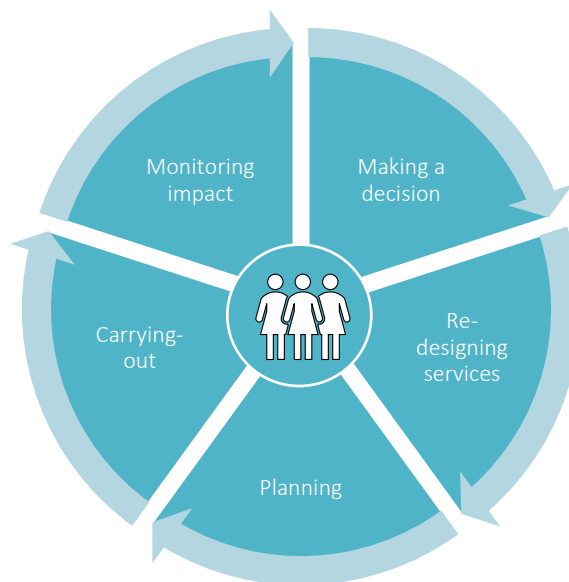 Monitoring
impact
Making a
decision
Re-
designing
services
Planning
Carrying-
out